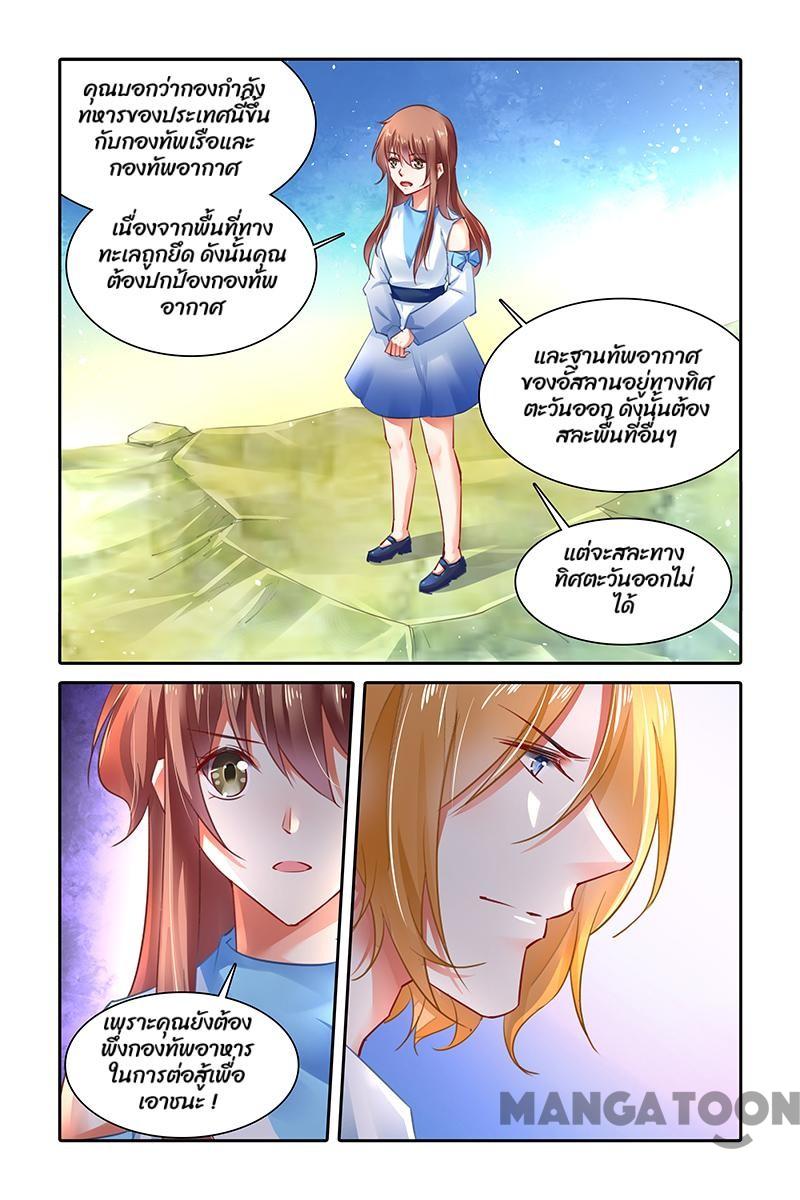 คุณบอกว่ากองกำลัง
ทหารของประเทศนี้ขึ้น
กับกองทัพเรือและ
กองทัพอากาศ
เนื่องจากพื้นที่ทาง
ทะเลถูกยึด ดังนั้นคุณ
ต้องปกป้องกองทัพ
อากาศ
และฐานทัพอากาศ
ของอัสลานอยู่ทางทิศ
ตะวันออก ดังนั้นต้อง
สละพื้นที่อื่นๆ
แต่จะสละทาง
ทิศตะวันออกไม่
ได้
เพราะคุณยังต้อง
พึ่งกองทัพอาหาร
ในการต่อสู้เพื่อ
เอาชนะ !
MANGATOON